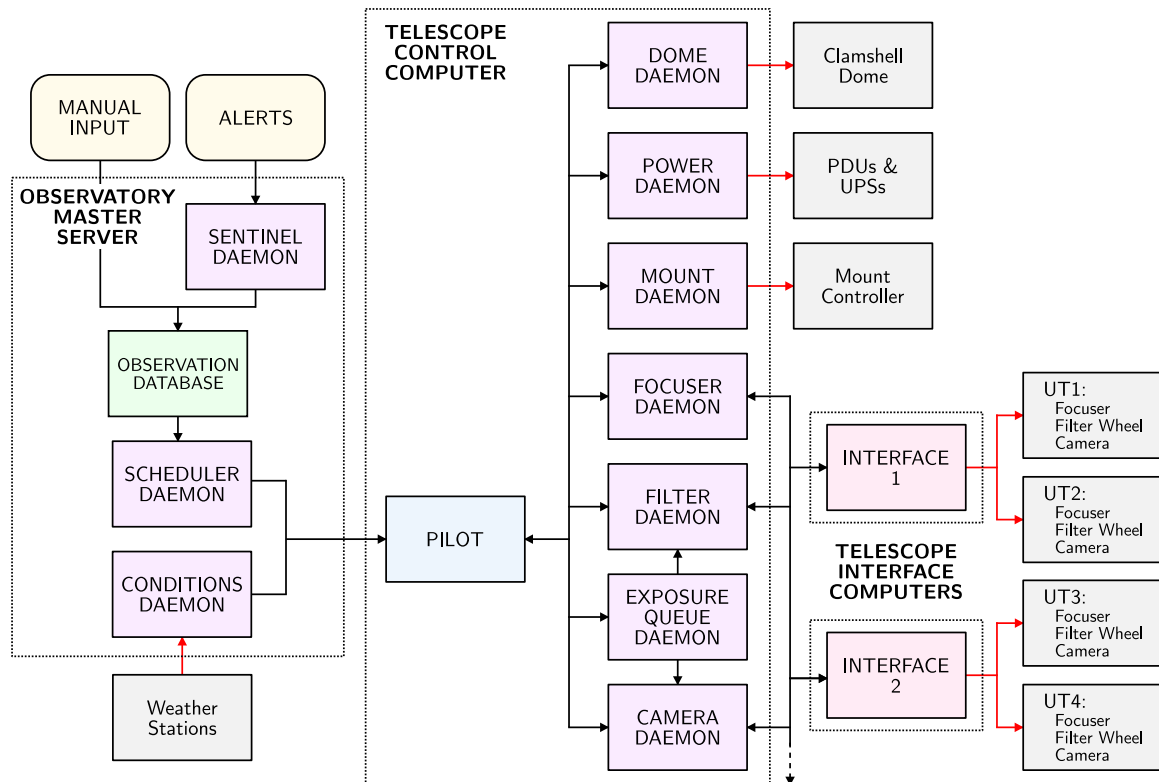 TELESCOPE
CONTROL
COMPUTER
DOME
DAEMON
Clamshell
Dome
MANUAL
INPUT
ALERTS
POWER
DAEMON
PDUs &
UPSs
OBSERVATORY
MASTER
SERVER
SENTINEL
DAEMON
MOUNT
DAEMON
Mount
Controller
OBSERVATION
DATABASE
FOCUSER
DAEMON
UT1:
Focuser
Filter Wheel
Camera
INTERFACE
1
SCHEDULER
DAEMON
FILTER
DAEMON
UT2:
Focuser
Filter Wheel
Camera
PILOT
TELESCOPE
INTERFACE
COMPUTERS
CONDITIONS
DAEMON
EXPOSURE
QUEUE
DAEMON
UT3:
Focuser
Filter Wheel
Camera
INTERFACE
2
Weather
Stations
CAMERA
DAEMON
UT4:
Focuser
Filter Wheel
Camera